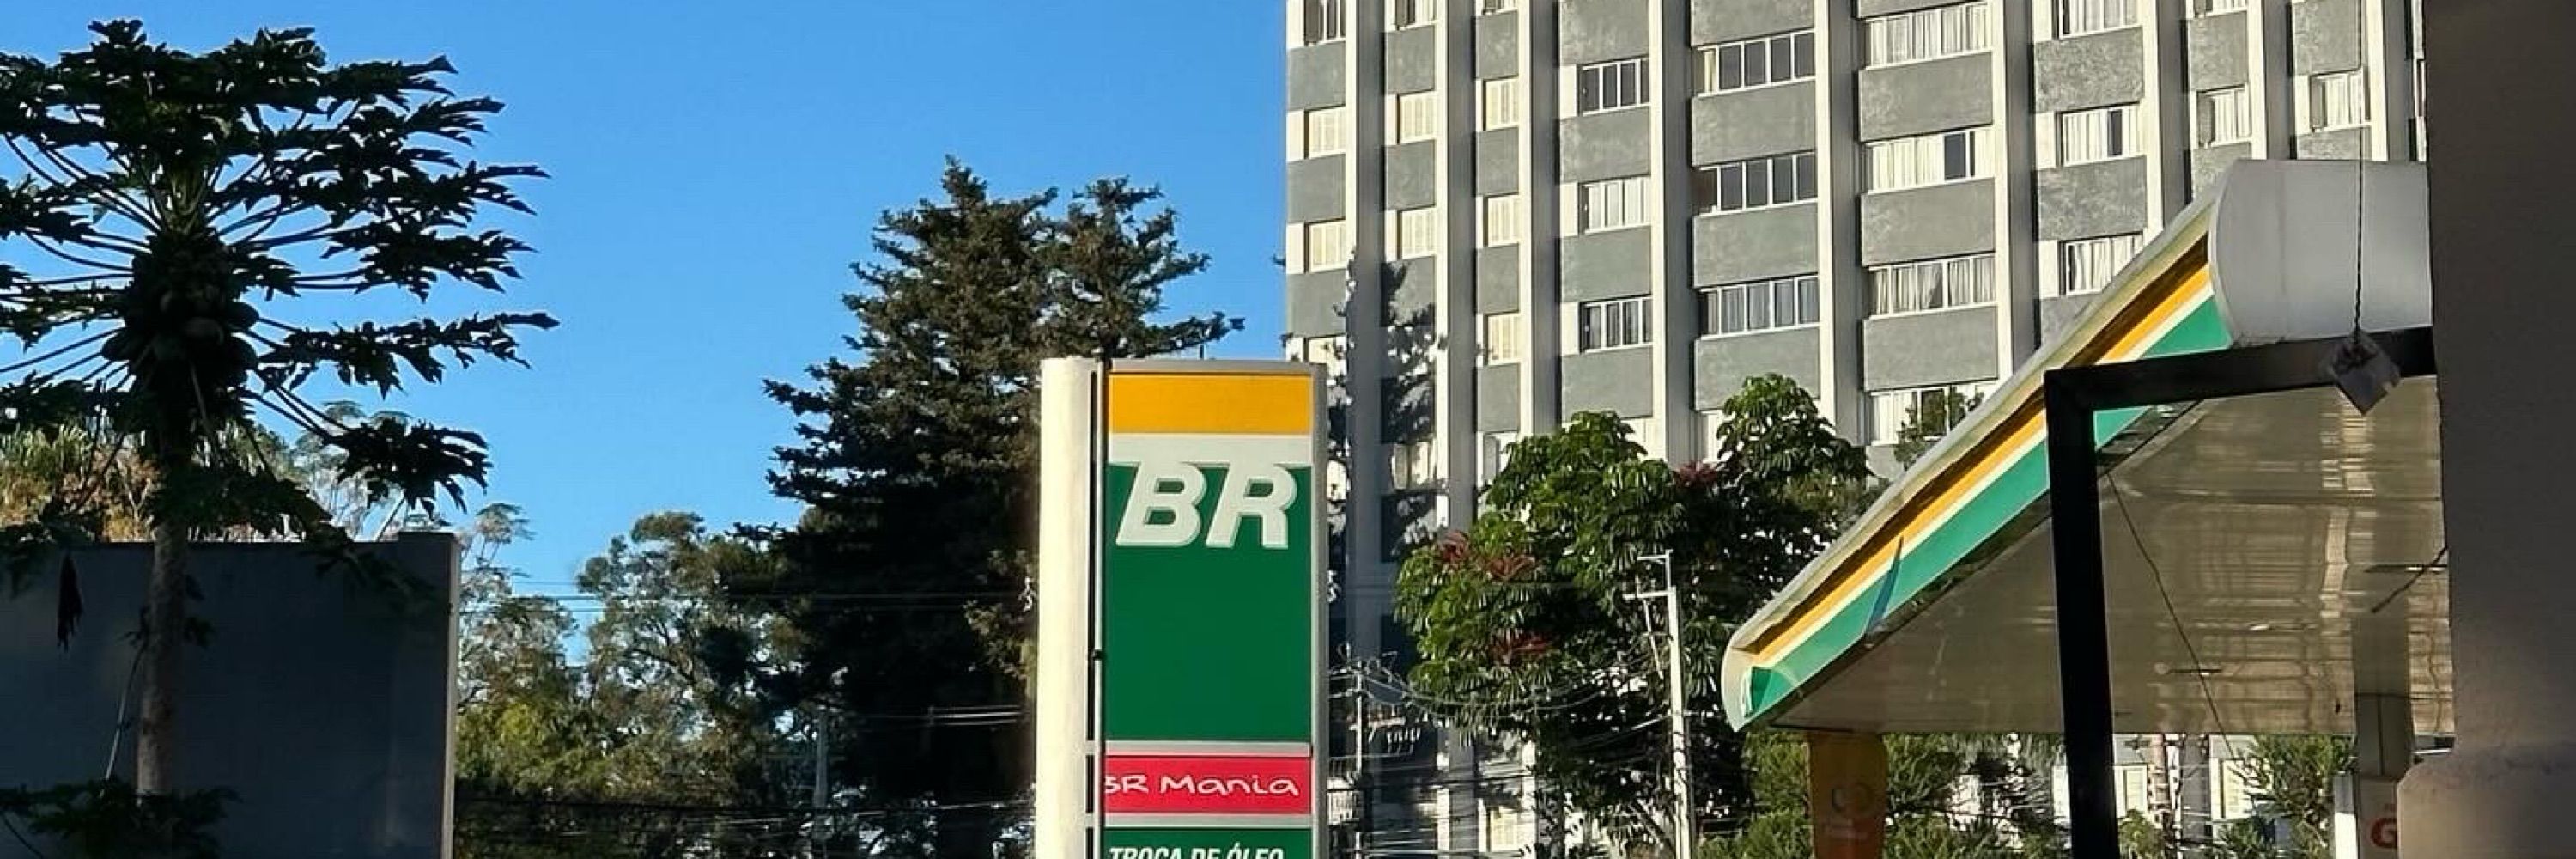 BR
BR Mania
TROCA DE ÓLEO